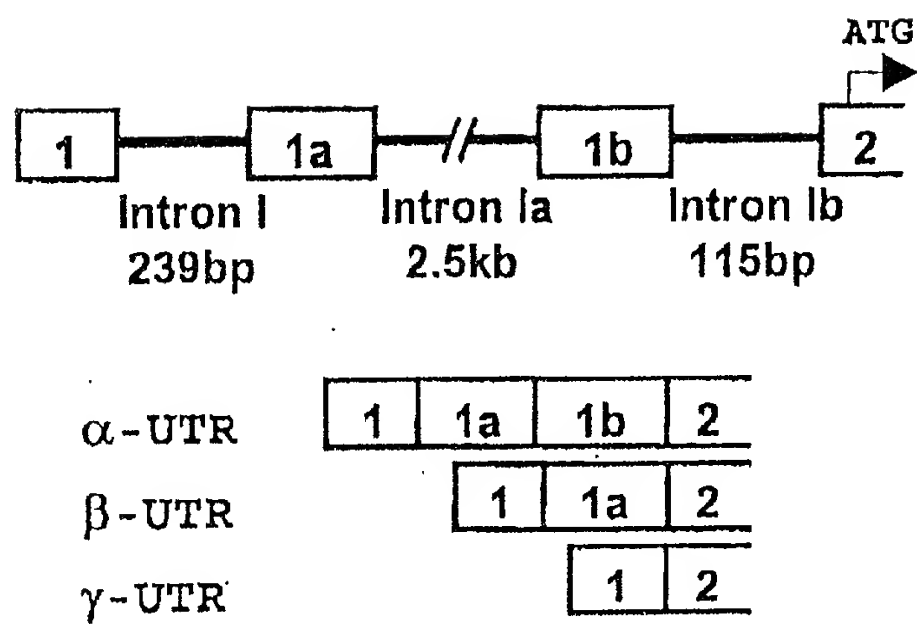 ATG
1 1a 1b 2
Intron I Intron Ia Intron Ib
239bp 2.5kb 115bp
α-UTR 1 1a 1b 2
β-UTR 1 1a 2
γ-UTR 1 2